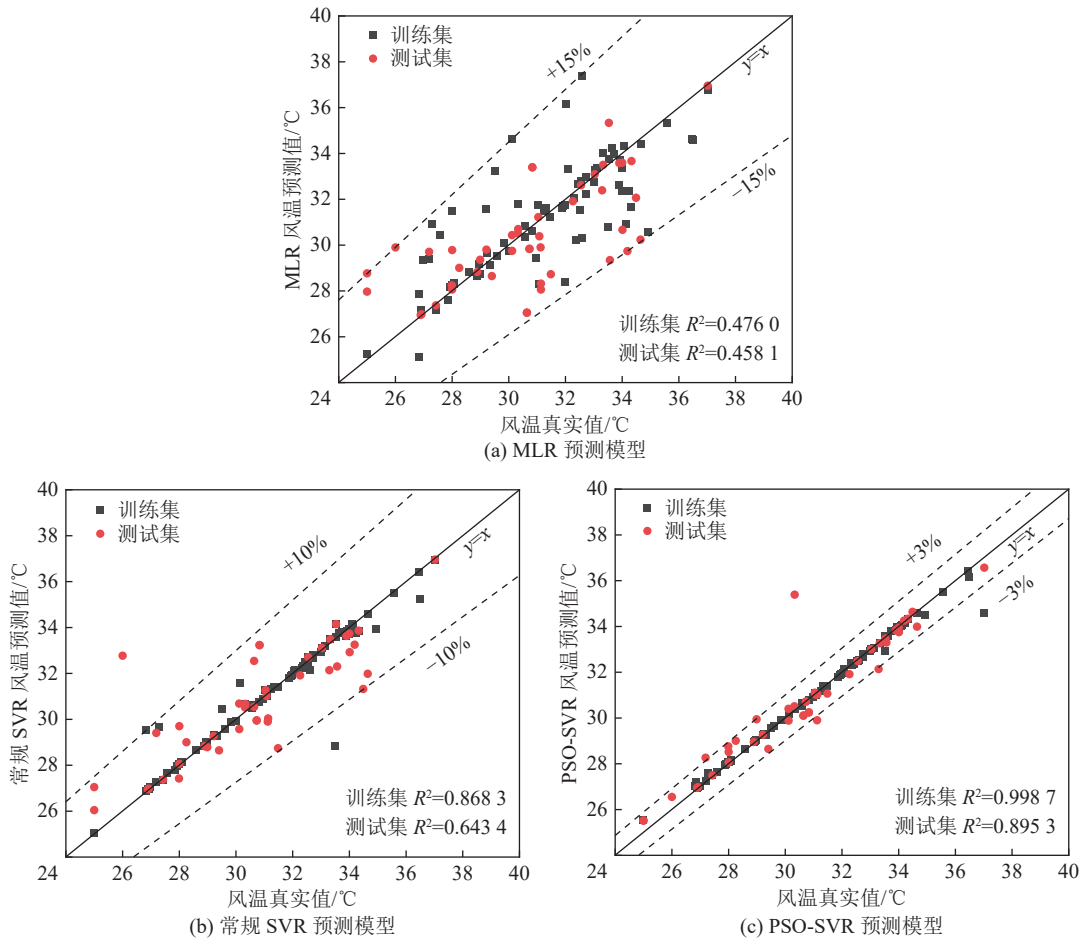 40
38
36
34
32
30
28
26
24
26
28
30
32
34
36
38
40
训练集
测试集
+15%
y=x
−15%
MLR 风温预测值/℃
训练集 R²=0.476 0
测试集 R²=0.458 1
风温真实值/℃
(a) MLR 预测模型
40
38
36
34
32
30
28
26
24
26
28
30
32
34
36
38
40
训练集
测试集
+10%
y=x
−10%
常规 SVR 风温预测值/℃
训练集 R²=0.868 3
测试集 R²=0.643 4
风温真实值/℃
(b) 常规 SVR 预测模型
40
38
36
34
32
30
28
26
24
26
28
30
32
34
36
38
40
训练集
测试集
+3%
y=x
−3%
PSO-SVR 风温预测值/℃
训练集 R²=0.998 7
测试集 R²=0.895 3
风温真实值/℃
(c) PSO-SVR 预测模型